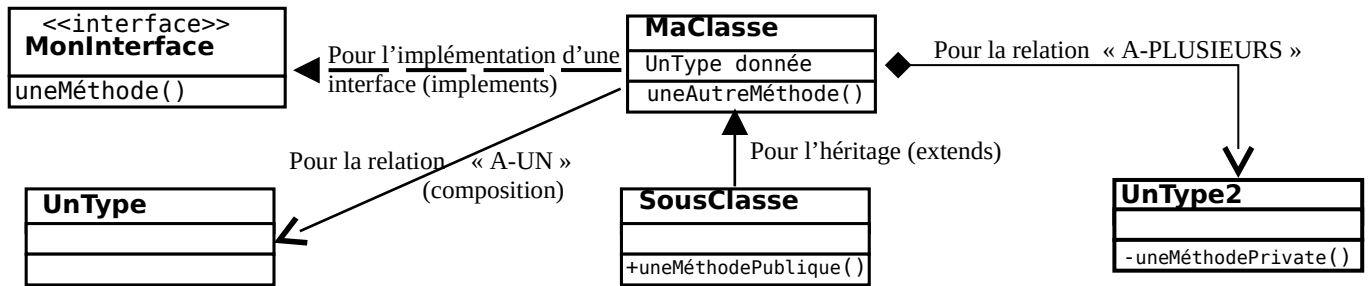 <<interface>>
MonInterface
uneMéthode()
Pour l’implémentation d’une
interface (implements)
MaClasse
UnType donnée
uneAutreMéthode()
Pour la relation « A-PLUSIEURS »
Pour la relation « A-UN »
(composition)
Pour l’héritage (extends)
UnType
SousClasse
+uneMéthodePublique()
UnType2
-uneMéthodePrivate()